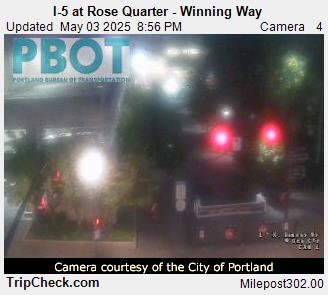 I-5 at Rose Quarter - Winning Way
Updated May 03 2025 8:56 PM Camera 4
PBOT
PORTLAND BUREAU OF TRANSPORTATION
Camera courtesy of the City of Portland
TripCheck.com Milepost302.00